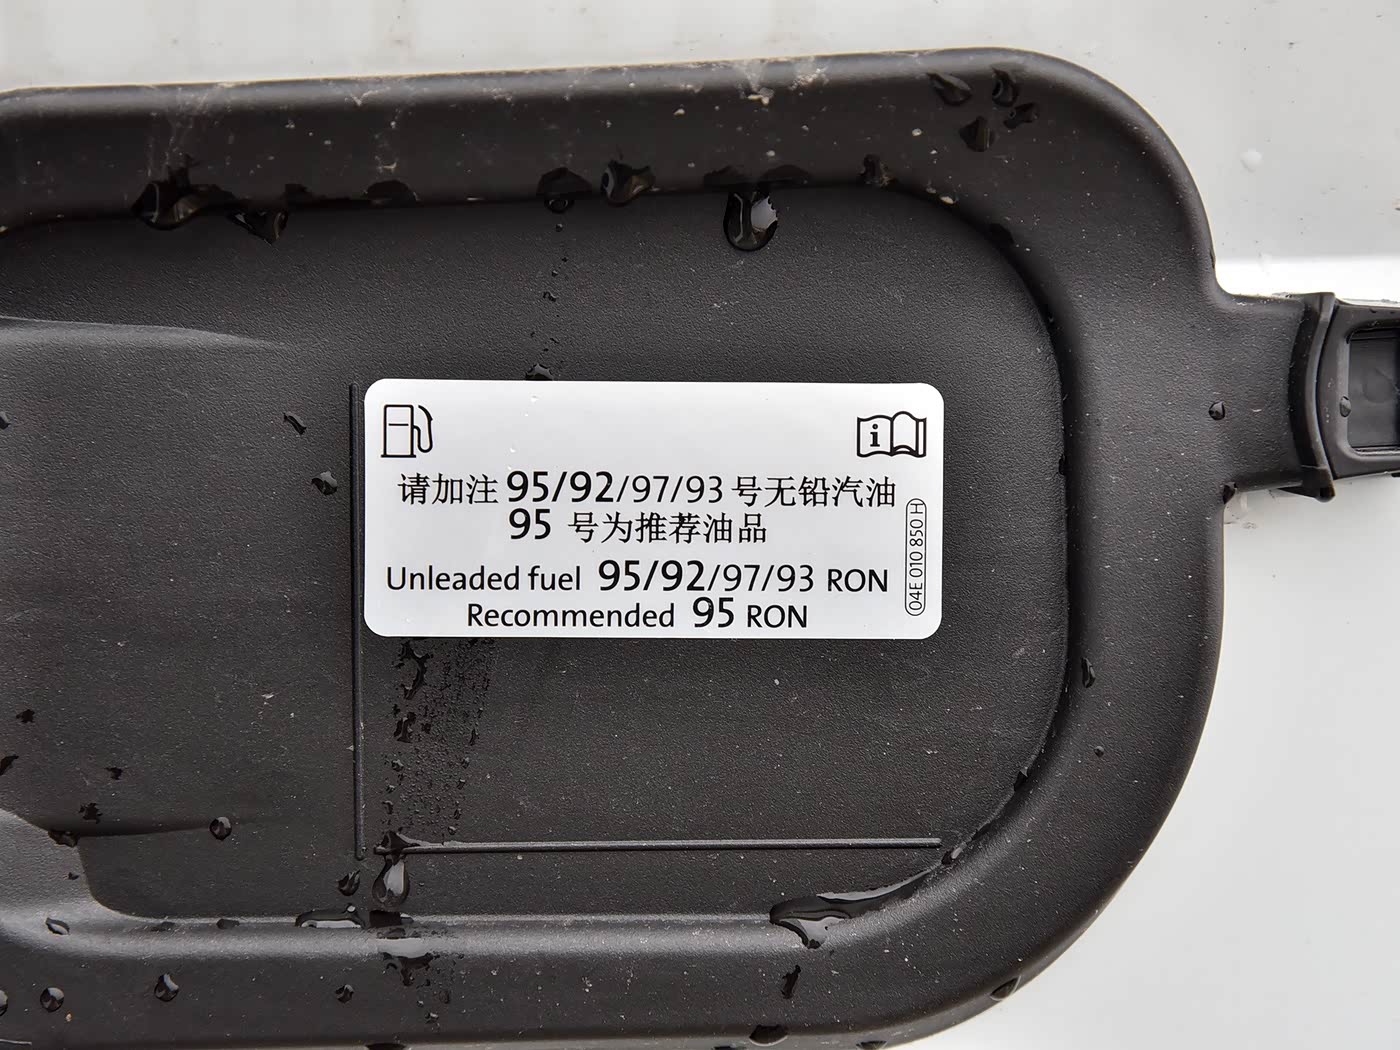 请加注 95/92/97/93 号无铅汽油
95 号为推荐油品
Unleaded fuel 95/92/97/93 RON
Recommended 95 RON
04E 010 850 H